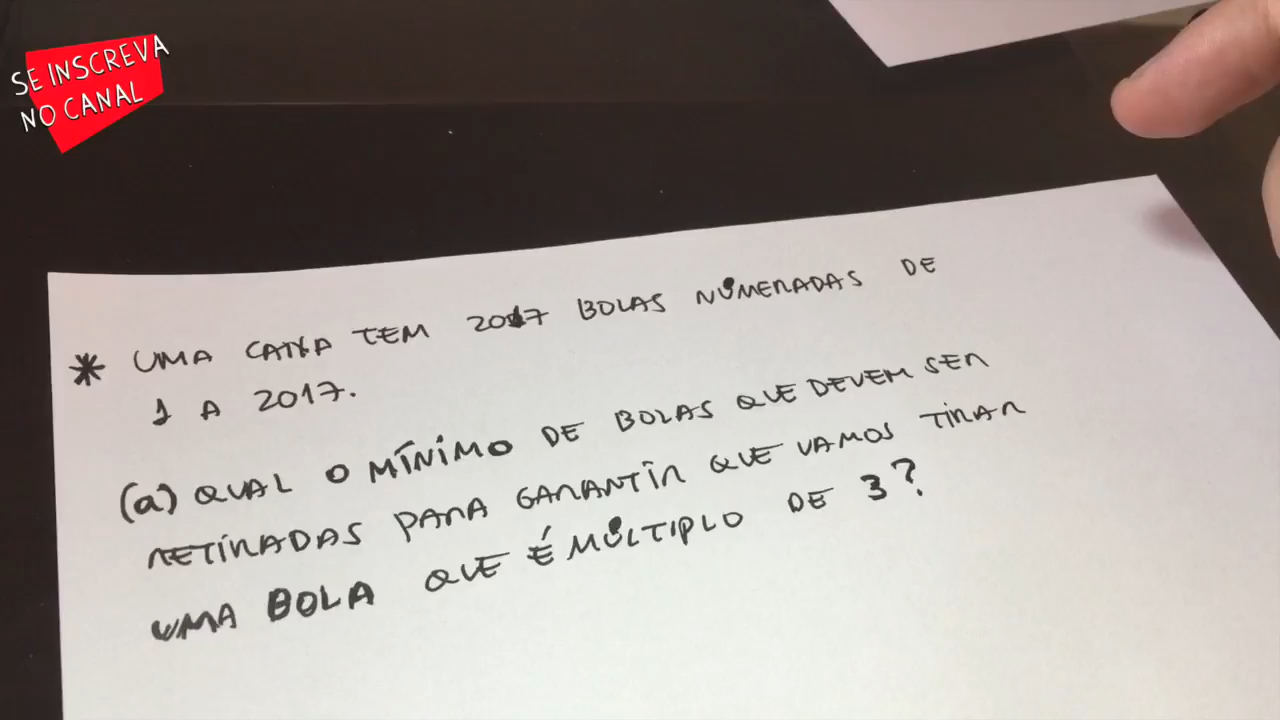 SE INSCREVA
NO CANAL
* UMA CAIXA TEM 2017 BOLAS NÚMERADAS DE
1 A 2017.
(a) QUAL O MÍNIMO DE BOLAS QUE DEVEM SER
RETIRADAS PARA GARANTIR QUE VAMOS TIRAR
UMA BOLA QUE É MÚLTIPLO DE 3?